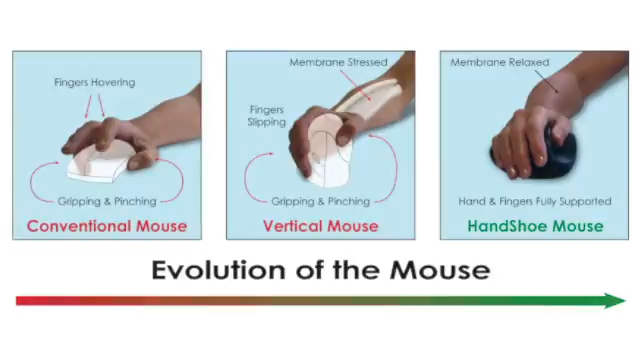 Fingers Hovering
Gripping & Pinching
Conventional Mouse
Membrane Stressed
Fingers
Slipping
Gripping & Pinching
Vertical Mouse
Membrane Relaxed
Hand & Fingers Fully Supported
HandShoe Mouse
Evolution of the Mouse